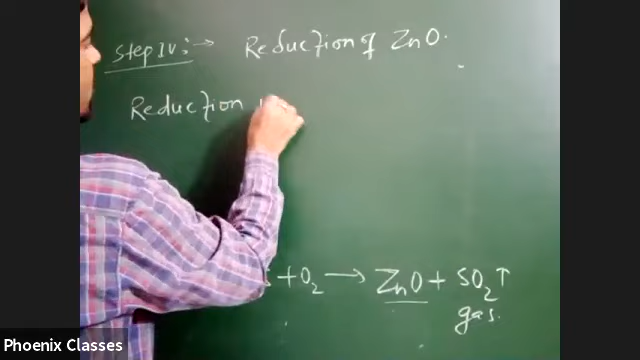 Step IV:→ Reduction of ZnO.
Reduction
+O₂ → ZnO + SO₂↑
gas.
Phoenix Classes